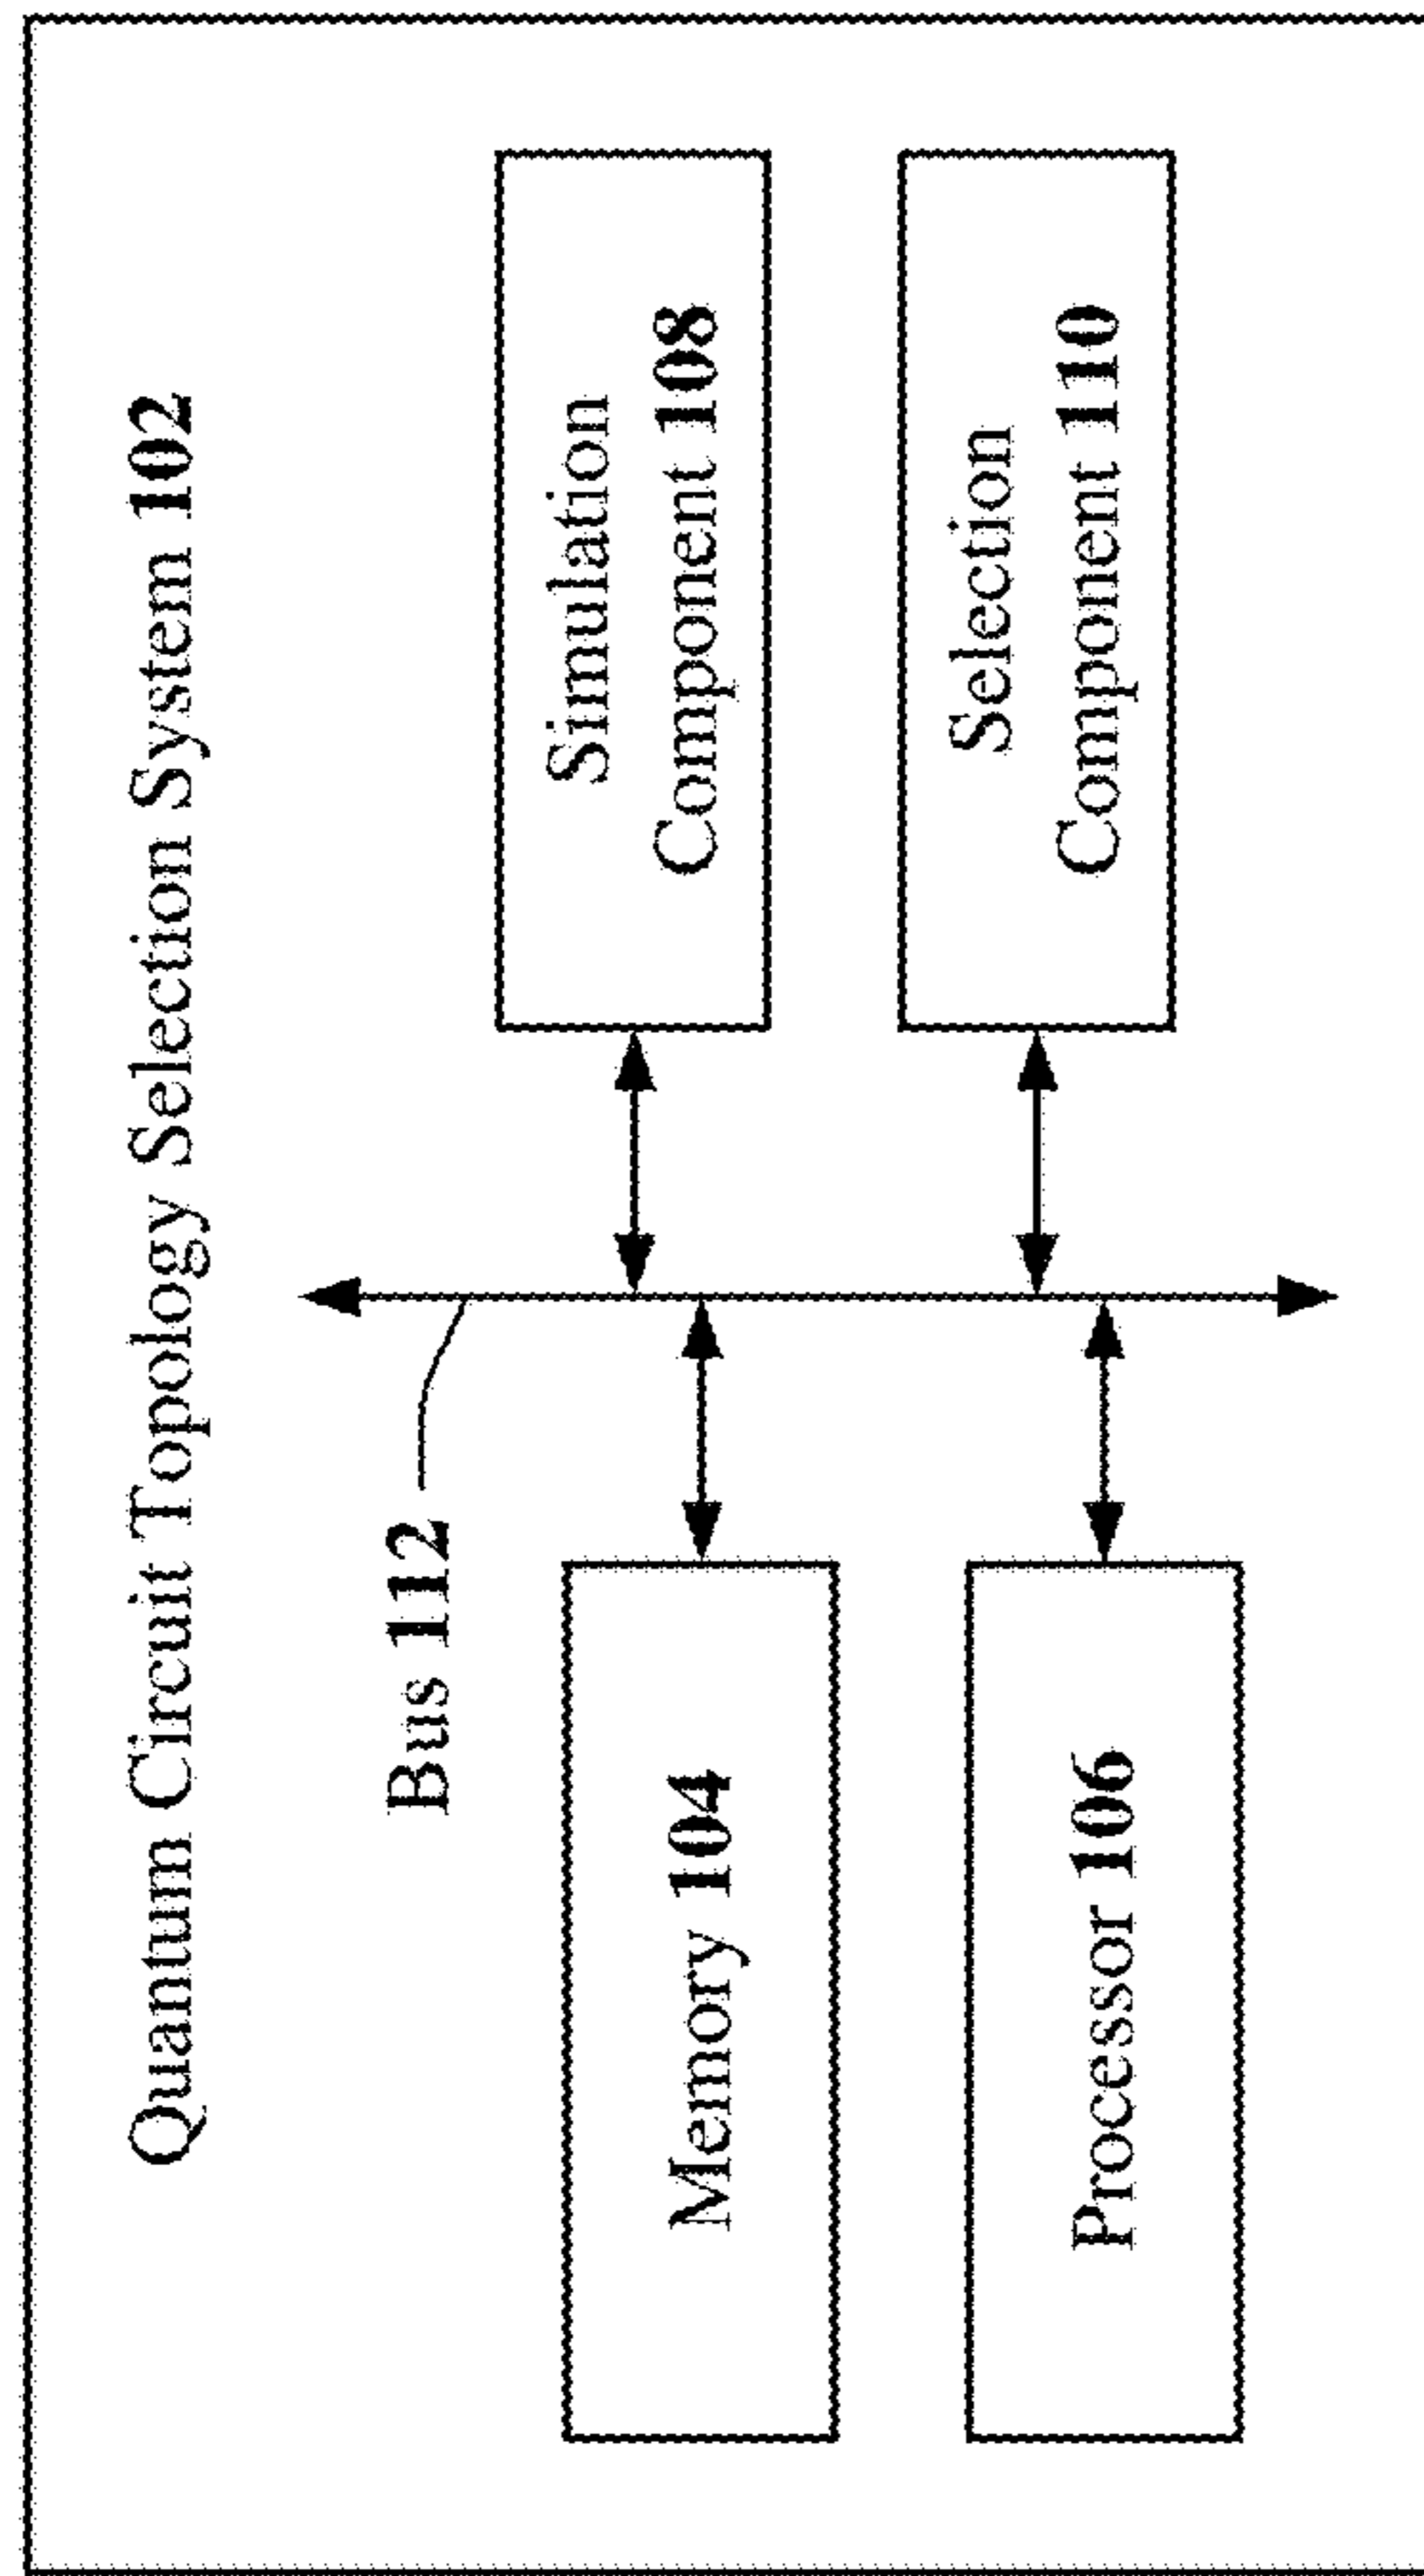 Quantum Circuit Topology Selection System 102
Bus 112
Memory 104
Simulation
Component 108
Processor 106
Selection
Component 110